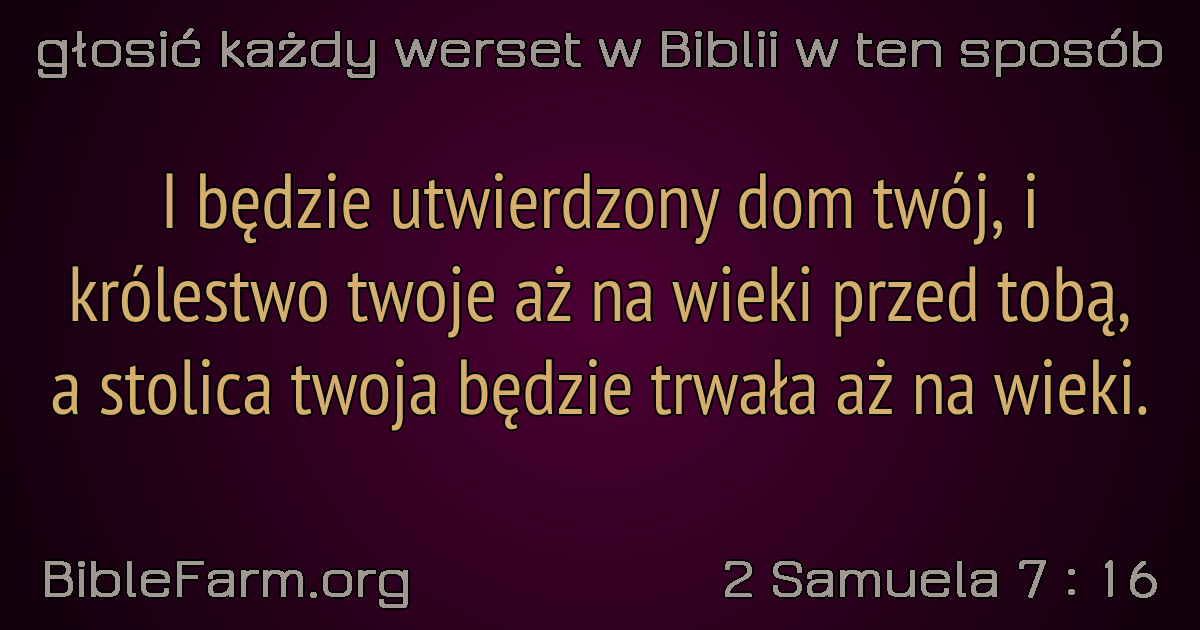 głosić każdy werset w Biblii w ten sposób
I będzie utwierdzony dom twój, i
królestwo twoje aż na wieki przed tobą,
a stolica twoja będzie trwała aż na wieki.
BibleFarm.org
2 Samuela 7 : 16